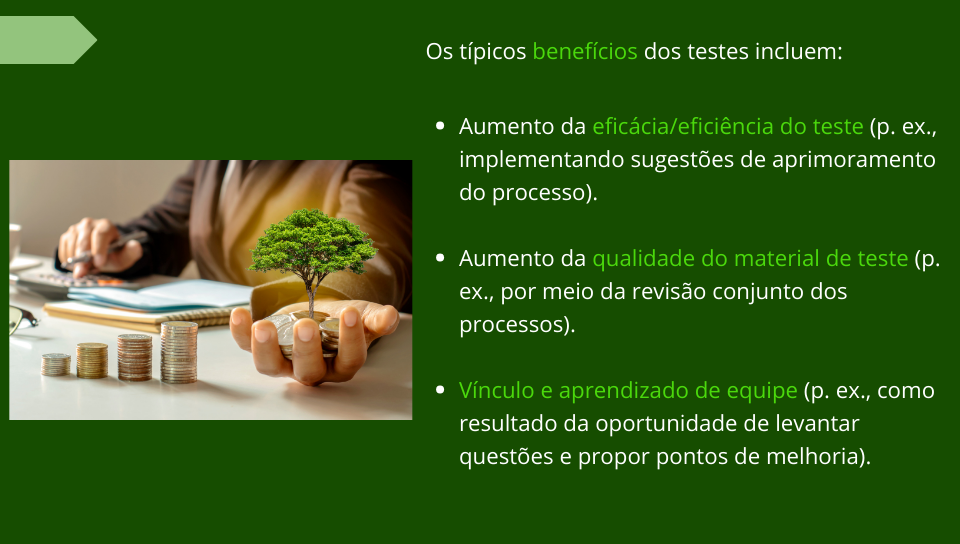 Os típicos benefícios dos testes incluem:
• Aumento da eficácia/eficiência do teste (p. ex.,
implementando sugestões de aprimoramento
do processo).
• Aumento da qualidade do material de teste (p.
ex., por meio da revisão conjunto dos
processos).
• Vínculo e aprendizado de equipe (p. ex., como
resultado da oportunidade de levantar
questões e propor pontos de melhoria).